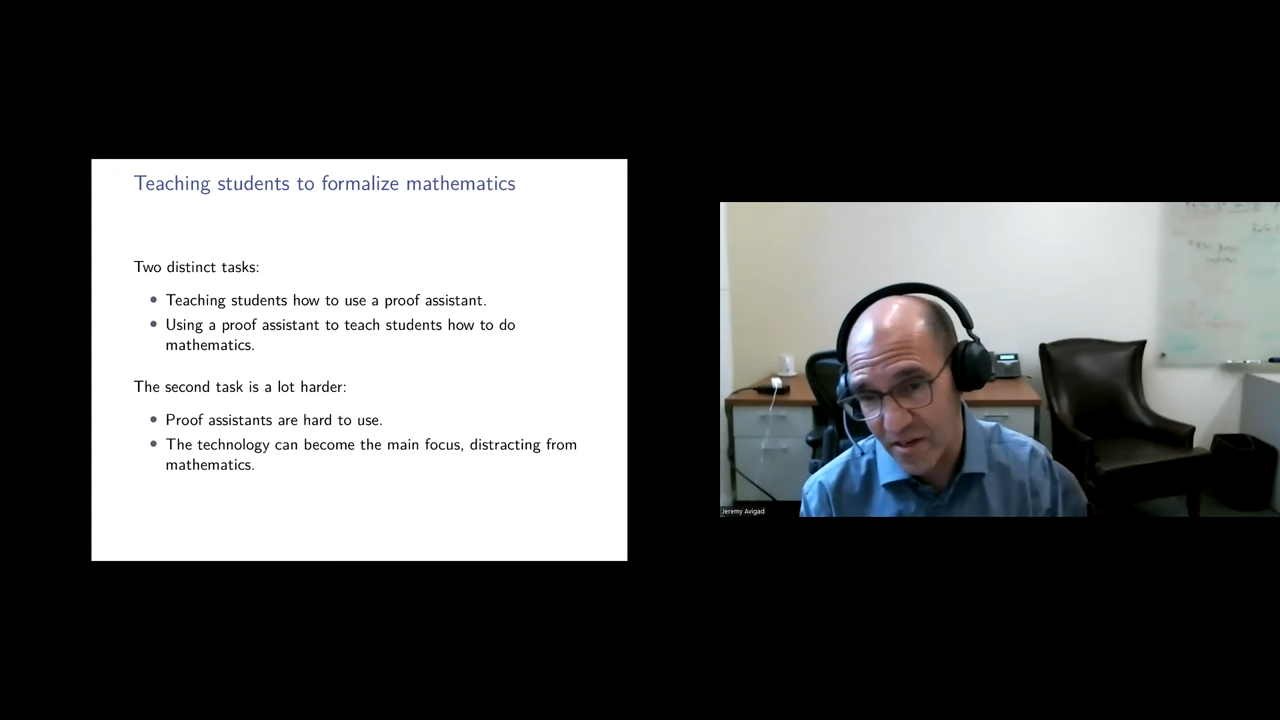 Teaching students to formalize mathematics
Two distinct tasks:
• Teaching students how to use a proof assistant.
• Using a proof assistant to teach students how to do
mathematics.
The second task is a lot harder:
• Proof assistants are hard to use.
• The technology can become the main focus, distracting from
mathematics.
Jeremy Avigad